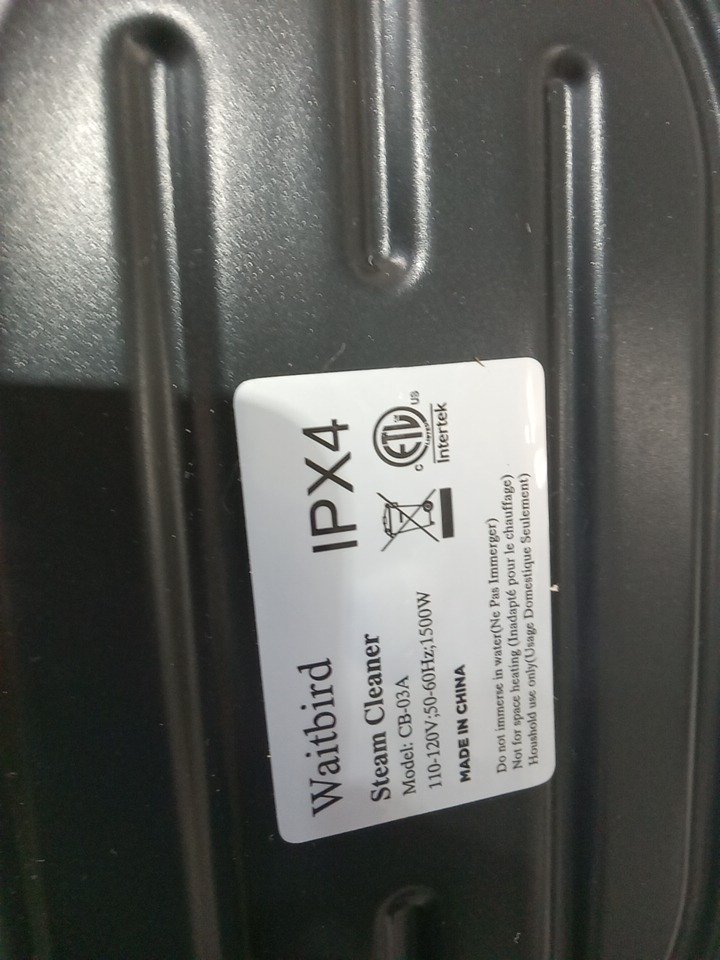 Waitbird
IPX4
Steam Cleaner
Model: CB-03A
110-120V;50-60Hz;1500W
MADE IN CHINA
ETL
LISTED
C US
Intertek
Do not immerse in water(Ne Pas Immerger)
Not for space heating (Inadapté pour le chauffage)
Houshold use only(Usage Domestique Seulement)